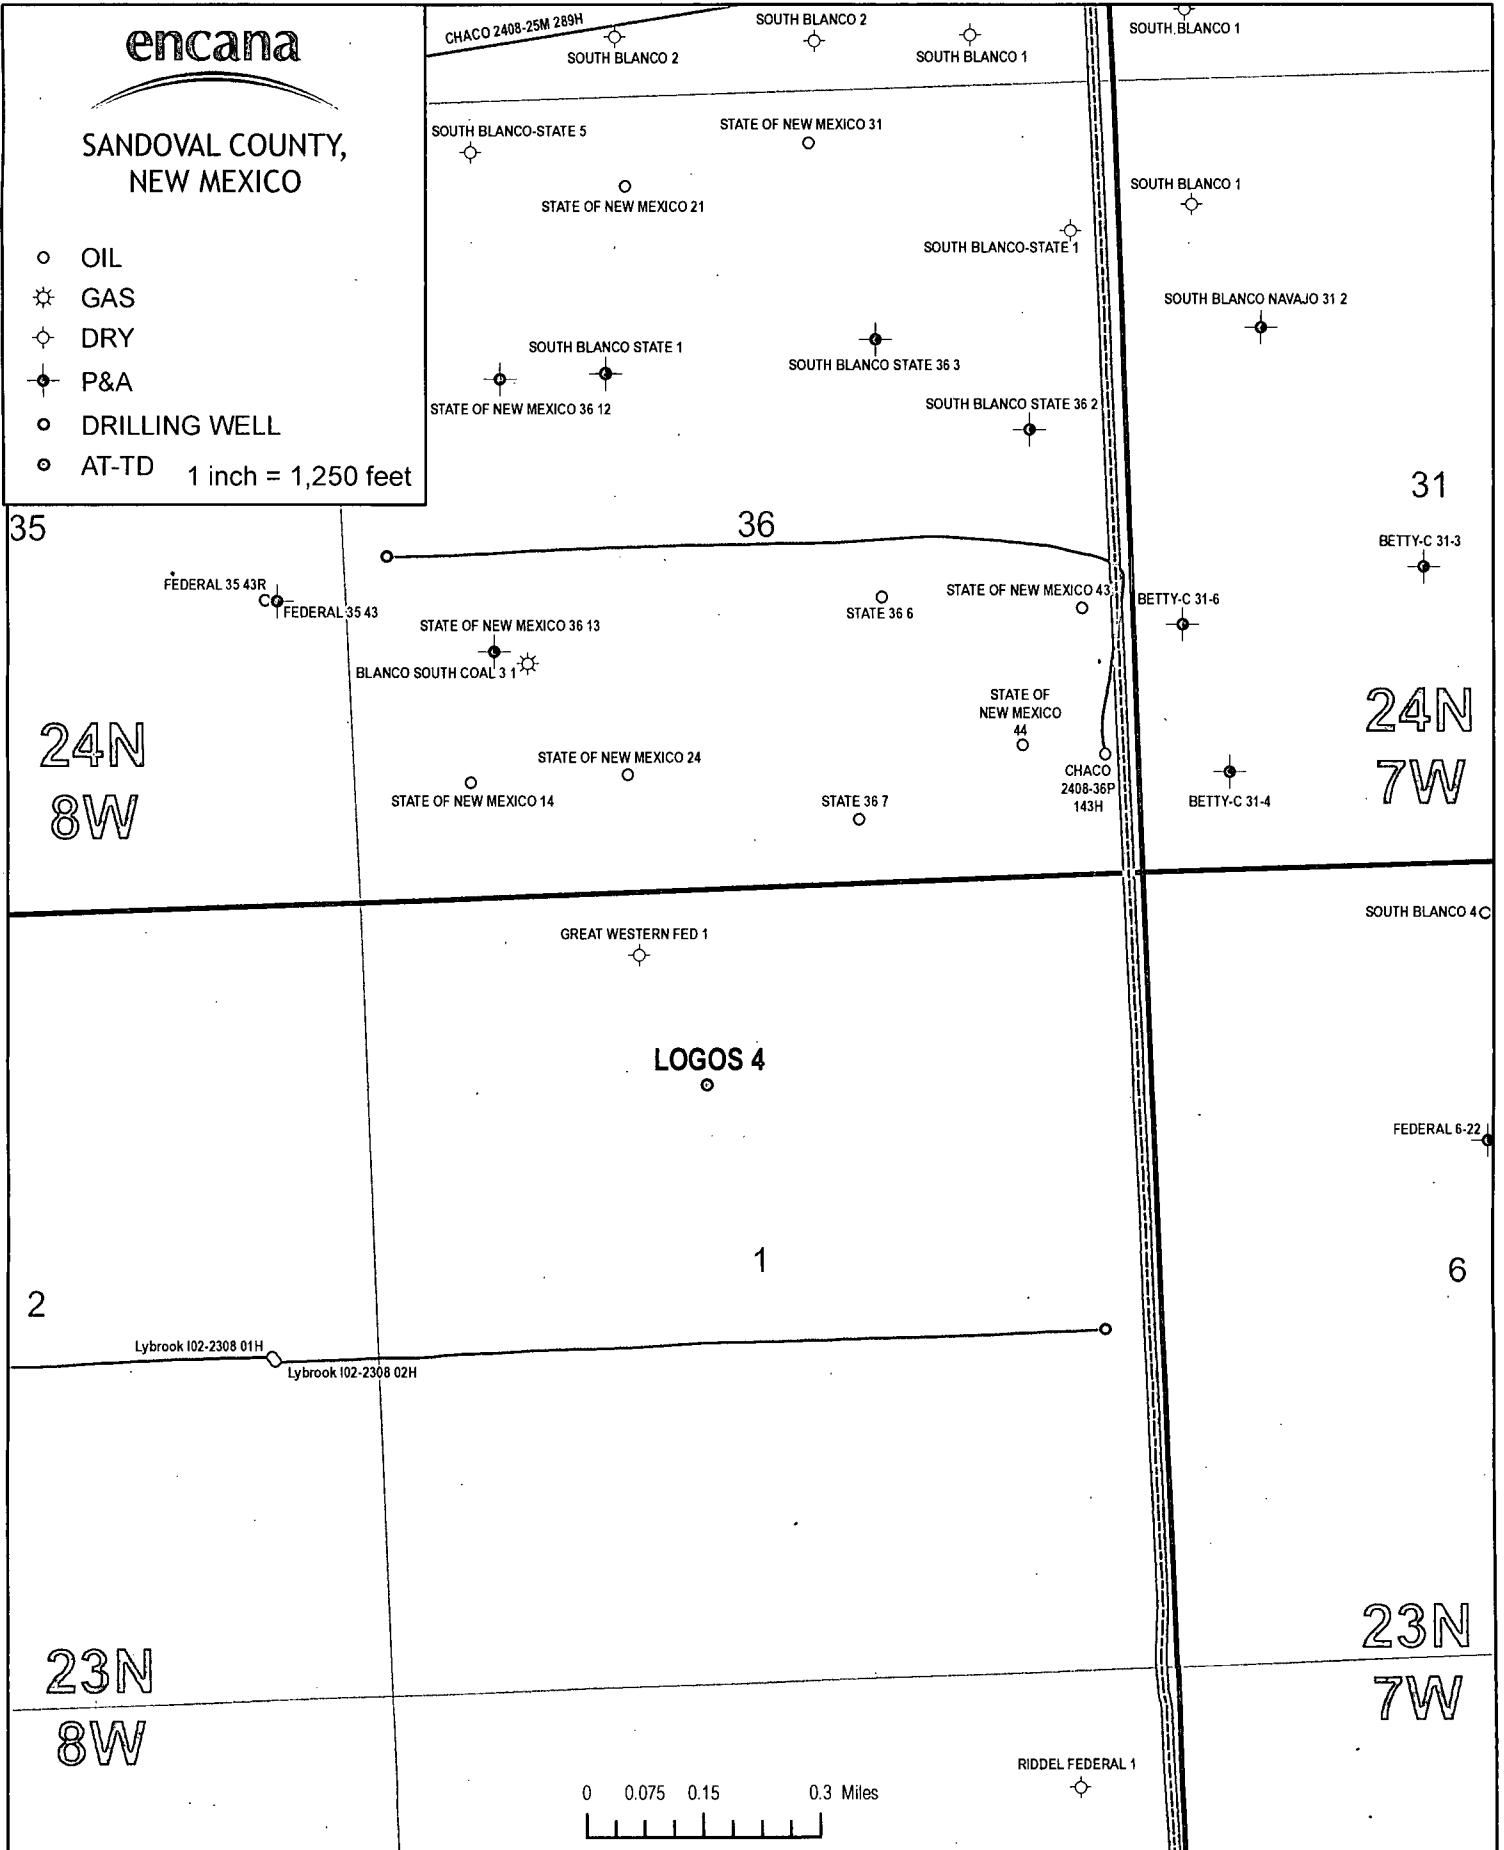 encana
SANDOVAL COUNTY,
NEW MEXICO
OIL
GAS
DRY
P&A
DRILLING WELL
AT-TD
1 inch = 1,250 feet
CHACO 2408-25M 289H
SOUTH BLANCO 2
SOUTH BLANCO 2
SOUTH BLANCO 1
SOUTH BLANCO 1
SOUTH BLANCO-STATE 5
STATE OF NEW MEXICO 31
STATE OF NEW MEXICO 21
SOUTH BLANCO 1
SOUTH BLANCO-STATE 1
SOUTH BLANCO NAVAJO 31 2
SOUTH BLANCO STATE 1
SOUTH BLANCO STATE 36 3
STATE OF NEW MEXICO 36 12
SOUTH BLANCO STATE 36 2
31
35
36
BETTY-C 31-3
FEDERAL 35 43R
FEDERAL 35 43
STATE OF NEW MEXICO 43
STATE 36 6
BETTY-C 31-6
STATE OF NEW MEXICO 36 13
BLANCO SOUTH COAL 3 1
STATE OF
NEW MEXICO
44
24N
8W
24N
7W
STATE OF NEW MEXICO 24
STATE OF NEW MEXICO 14
STATE 36 7
CHACO
2408-36P
143H
BETTY-C 31-4
SOUTH BLANCO 4
GREAT WESTERN FED 1
LOGOS 4
FEDERAL 6-22
1
6
2
Lybrook I02-2308 01H
Lybrook I02-2308 02H
23N
8W
23N
7W
RIDDEL FEDERAL 1
0 0.075 0.15 0.3 Miles